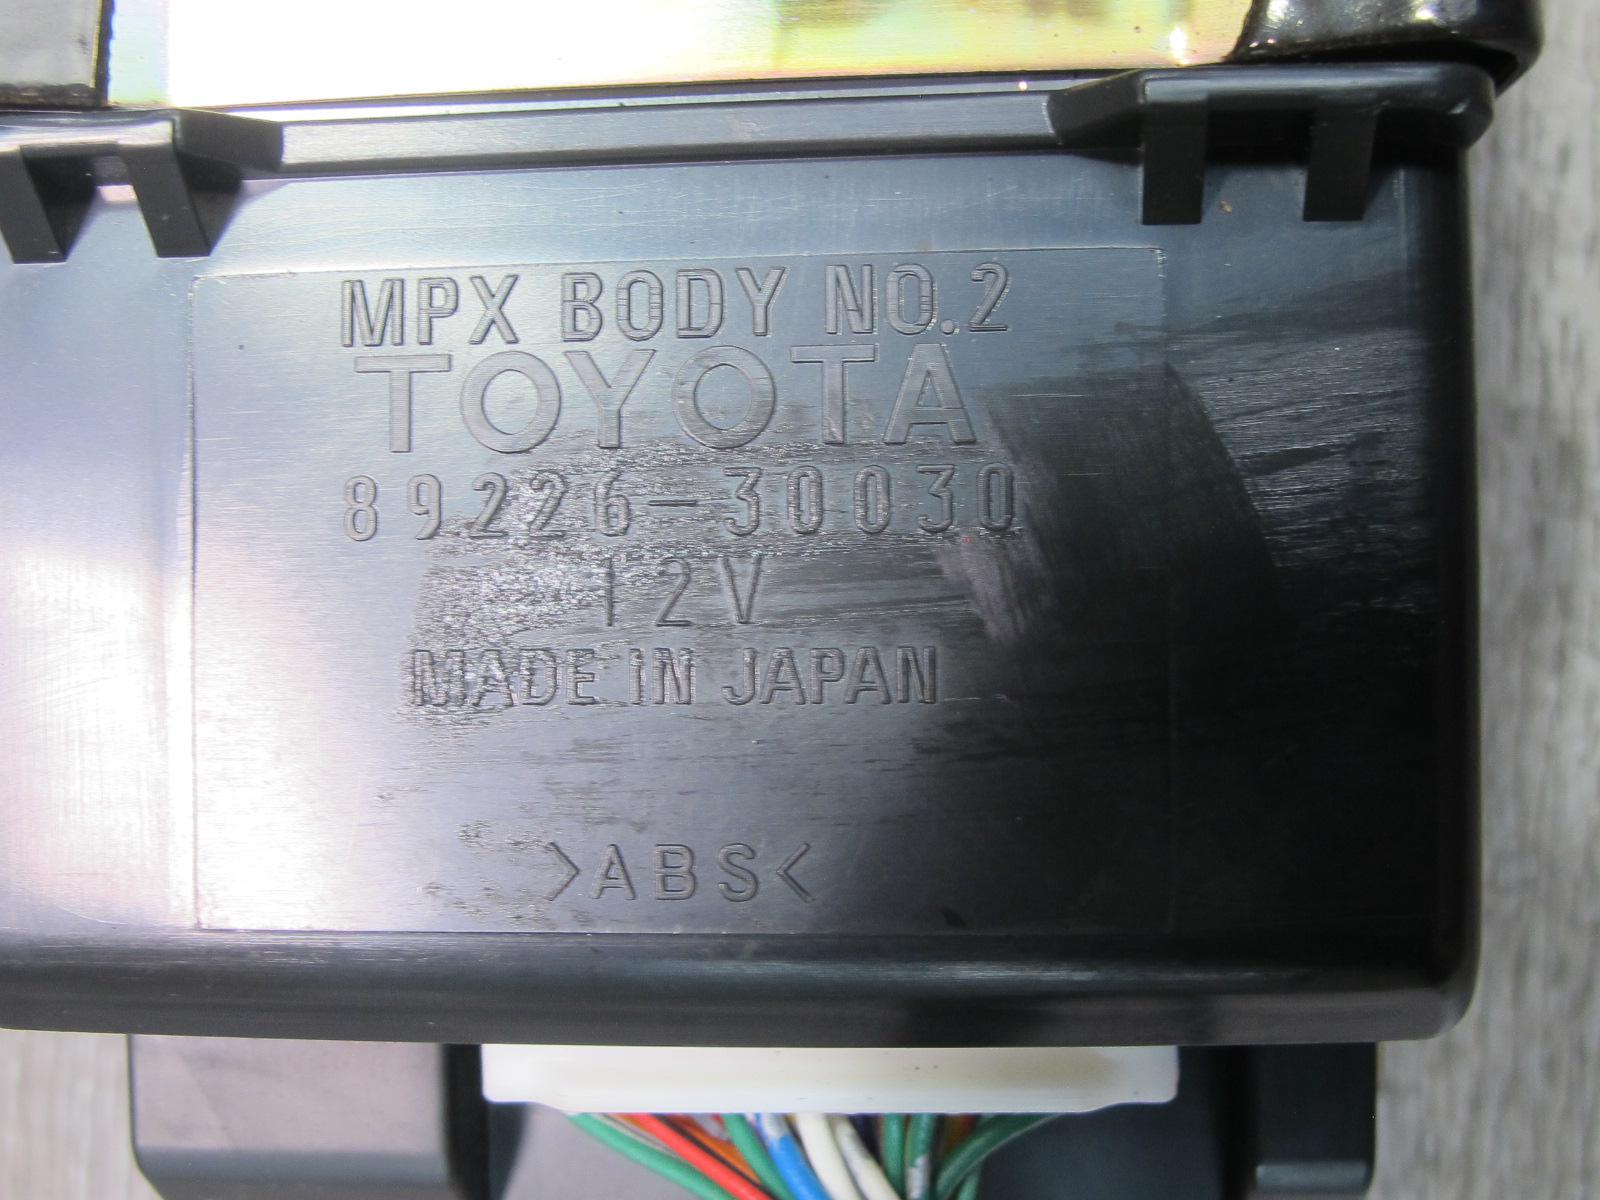 MPX BODY NO.2
TOYOTA
89226-30030
12V
MADE IN JAPAN
>ABS<